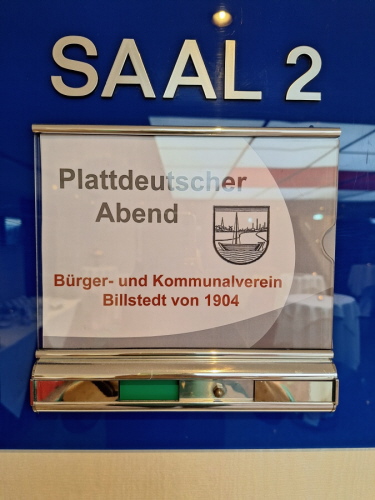 SAAL 2
Plattdeutscher
Abend
Bürger- und Kommunalverein
Billstedt von 1904